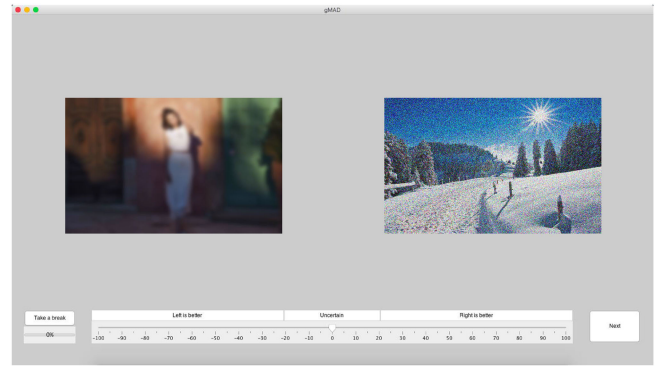 gMAD
Take a break
0%
Left is better Uncertain Right is better
-100 -90 -80 -70 -60 -50 -40 -30 -20 -10 0 10 20 30 40 50 60 70 80 90 100
Next